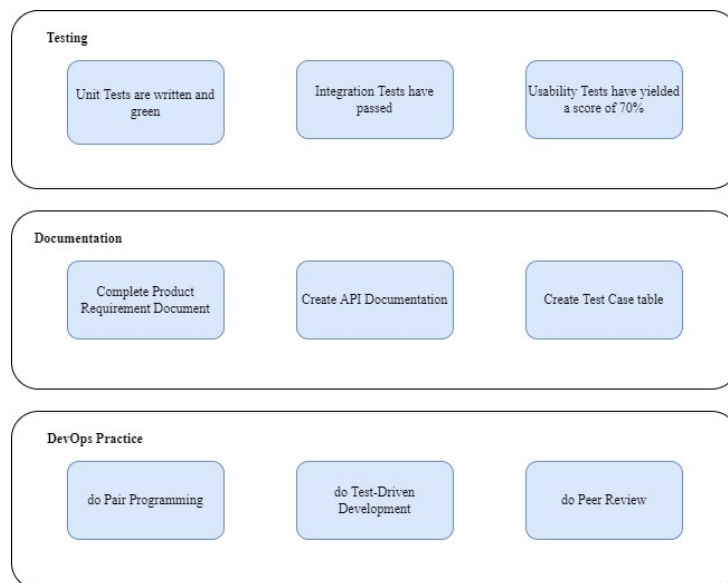 Testing
Unit Tests are written and
green
Integration Tests have
passed
Usability Tests have yielded
a score of 70%
Documentation
Complete Product
Requirement Document
Create API Documentation
Create Test Case table
DevOps Practice
do Pair Programming
do Test-Driven
Development
do Peer Review